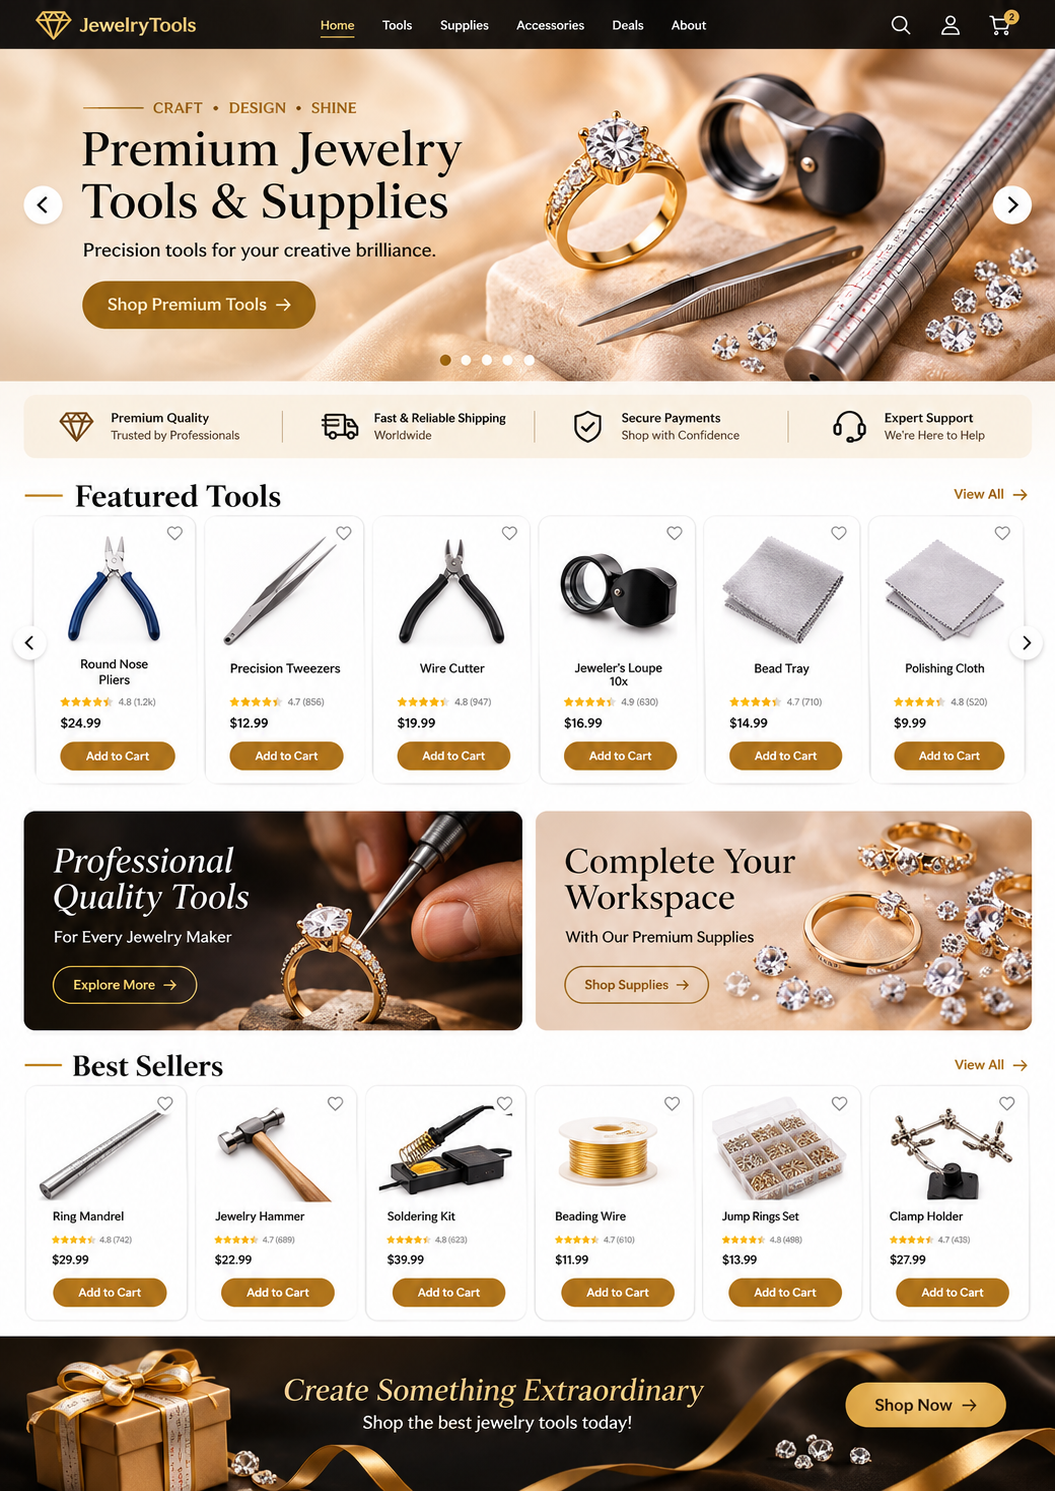 JewelryTools
Home Tools Supplies Accessories Deals About
2
CRAFT • DESIGN • SHINE
Premium Jewelry
Tools & Supplies
Precision tools for your creative brilliance.
Shop Premium Tools →
Premium Quality
Trusted by Professionals
Fast & Reliable Shipping
Worldwide
Secure Payments
Shop with Confidence
Expert Support
We're Here to Help
Featured Tools
View All →
Round Nose
Pliers
4.8 (1.2k)
$24.99
Add to Cart
Precision Tweezers
4.7 (856)
$12.99
Add to Cart
Wire Cutter
4.8 (947)
$19.99
Add to Cart
Jeweler's Loupe
10x
4.9 (630)
$16.99
Add to Cart
Bead Tray
4.7 (710)
$14.99
Add to Cart
Polishing Cloth
4.8 (520)
$9.99
Add to Cart
Professional
Quality Tools
For Every Jewelry Maker
Explore More →
Complete Your
Workspace
With Our Premium Supplies
Shop Supplies →
Best Sellers
View All →
Ring Mandrel
4.8 (742)
$29.99
Add to Cart
Jewelry Hammer
4.7 (689)
$22.99
Add to Cart
Soldering Kit
4.8 (623)
$39.99
Add to Cart
Beading Wire
4.7 (610)
$11.99
Add to Cart
Jump Rings Set
4.8 (498)
$13.99
Add to Cart
Clamp Holder
4.7 (435)
$27.99
Add to Cart
Create Something Extraordinary
Shop the best jewelry tools today!
Shop Now →